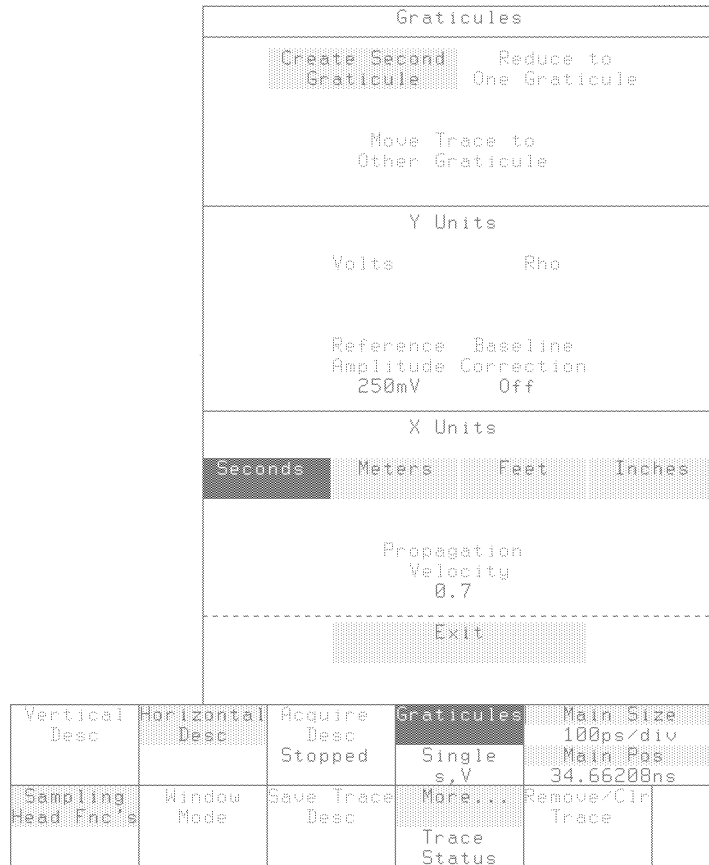 Graticules
Create Second Reduce to
Graticule One Graticule
Move Trace to
Other Graticule
Y Units
Volts Rho
Reference Baseline
Amplitude Correction
250mV Off
X Units
Seconds Meters Feet Inches
Propagation
Velocity
0.7
Exit
Vertical Horizontal Acquire Graticules Main Size
Desc Desc Desc 100ps/div
Stopped Single Main Pos
s,V 34.66208ns
Sampling Window Save Trace More... Remove/Clr
Head Fnc's Mode Desc Trace
Trace
Status